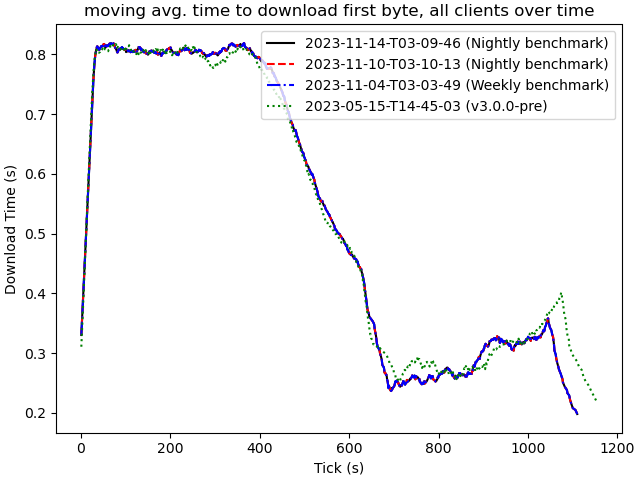 moving avg. time to download first byte, all clients over time
2023-11-14-T03-09-46 (Nightly benchmark)
2023-11-10-T03-10-13 (Nightly benchmark)
2023-11-04-T03-03-49 (Weekly benchmark)
2023-05-15-T14-45-03 (v3.0.0-pre)
Download Time (s)
0.8
0.7
0.6
0.5
0.4
0.3
0.2
0
200
400
600
800
1000
1200
Tick (s)